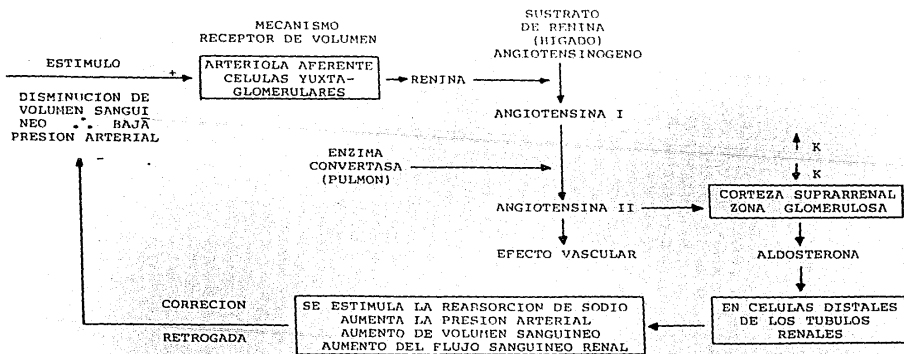 MECANISMO
RECEPTOR DE VOLUMEN
SUSTRATO
DE RENINA
(HIGADO)
ANGIOTENSINOGENO
ESTIMULO
+
ARTERIOLA AFERENTE
CELULAS YUXTA-
GLOMERULARES
RENINA
DISMINUCION DE
VOLUMEN SANGUI
NEO ∴ BAJA
PRESION ARTERIAL
-
ANGIOTENSINA I
ENZIMA
CONVERTASA
(PULMON)
K
K
CORTEZA SUPRARRENAL
ZONA GLOMERULOSA
ANGIOTENSINA II
EFECTO VASCULAR
ALDOSTERONA
EN CELULAS DISTALES
DE LOS TUBULOS
RENALES
SE ESTIMULA LA REABSORCION DE SODIO
AUMENTA LA PRESION ARTERIAL
AUMENTO DE VOLUMEN SANGUINEO
AUMENTO DEL FLUJO SANGUINEO RENAL
CORRECION
RETROGADA